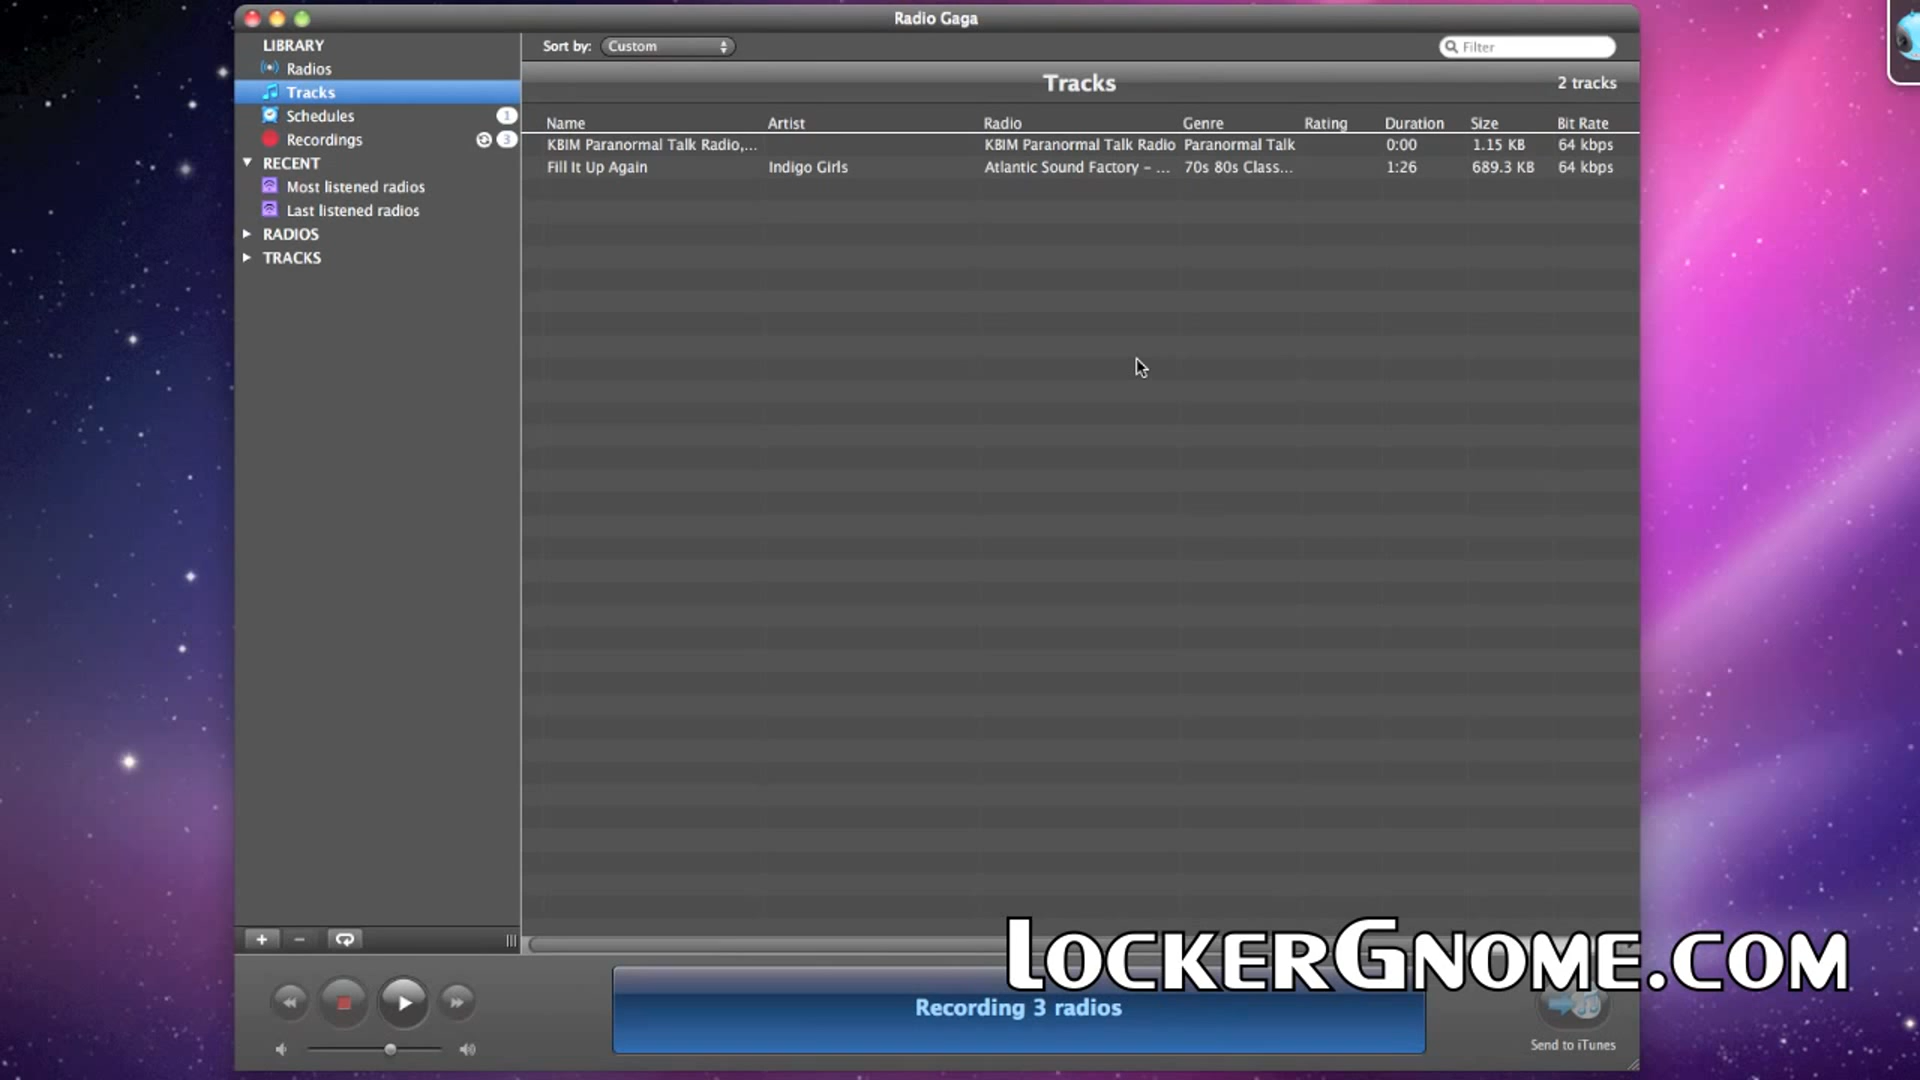 Radio Gaga
LIBRARY
Radios
Tracks
Schedules 1
Recordings 3
RECENT
Most listened radios
Last listened radios
RADIOS
TRACKS
Sort by: Custom
Filter
Tracks
2 tracks
Name Artist Radio Genre Rating Duration Size Bit Rate
KBIM Paranormal Talk Radio,... KBIM Paranormal Talk Radio Paranormal Talk 0:00 1.15 KB 64 kbps
Fill It Up Again Indigo Girls Atlantic Sound Factory – ... 70s 80s Class... 1:26 689.3 KB 64 kbps
LOCKERGNOME.COM
Recording 3 radios
Send to iTunes